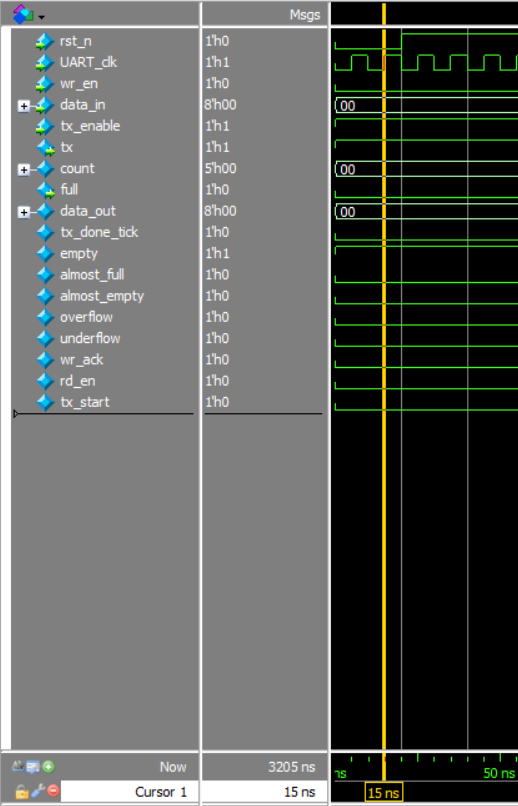 Msgs
rst_n 1'h0
UART_clk 1'h1
wr_en 1'h0
data_in 8'h00 00
tx_enable 1'h1
tx 1'h1
count 5'h00 00
full 1'h0
data_out 8'h00 00
tx_done_tick 1'h0
empty 1'h1
almost_full 1'h0
almost_empty 1'h0
overflow 1'h0
underflow 1'h0
wr_ack 1'h0
rd_en 1'h0
tx_start 1'h0
Now 3205 ns ns 50 ns
Cursor 1 15 ns 15 ns